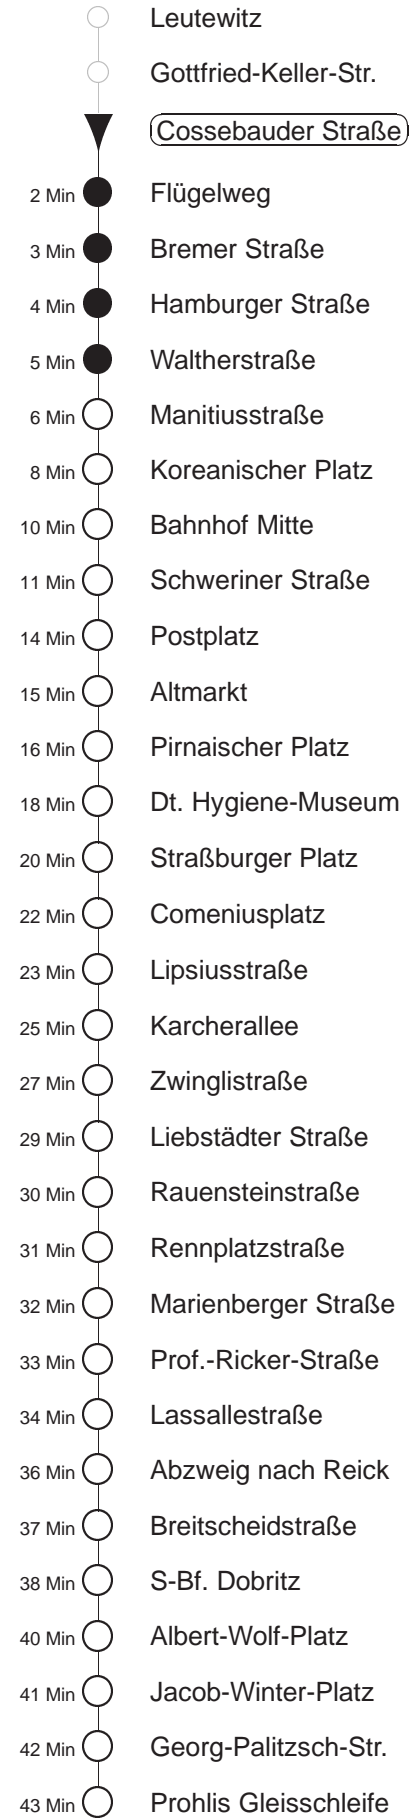 Leutewitz
Gottfried-Keller-Str.
Cossebauder Straße
2 Min Flügelweg
3 Min Bremer Straße
4 Min Hamburger Straße
5 Min Waltherstraße
6 Min Manitiusstraße
8 Min Koreanischer Platz
10 Min Bahnhof Mitte
11 Min Schweriner Straße
14 Min Postplatz
15 Min Altmarkt
16 Min Pirnaischer Platz
18 Min Dt. Hygiene-Museum
20 Min Straßburger Platz
22 Min Comeniusplatz
23 Min Lipsiusstraße
25 Min Karcherallee
27 Min Zwinglistraße
29 Min Liebstädter Straße
30 Min Rauensteinstraße
31 Min Rennplatzstraße
32 Min Marienberger Straße
33 Min Prof.-Ricker-Straße
34 Min Lassallestraße
36 Min Abzweig nach Reick
37 Min Breitscheidstraße
38 Min S-Bf. Dobritz
40 Min Albert-Wolf-Platz
41 Min Jacob-Winter-Platz
42 Min Georg-Palitzsch-Str.
43 Min Prohlis Gleisschleife